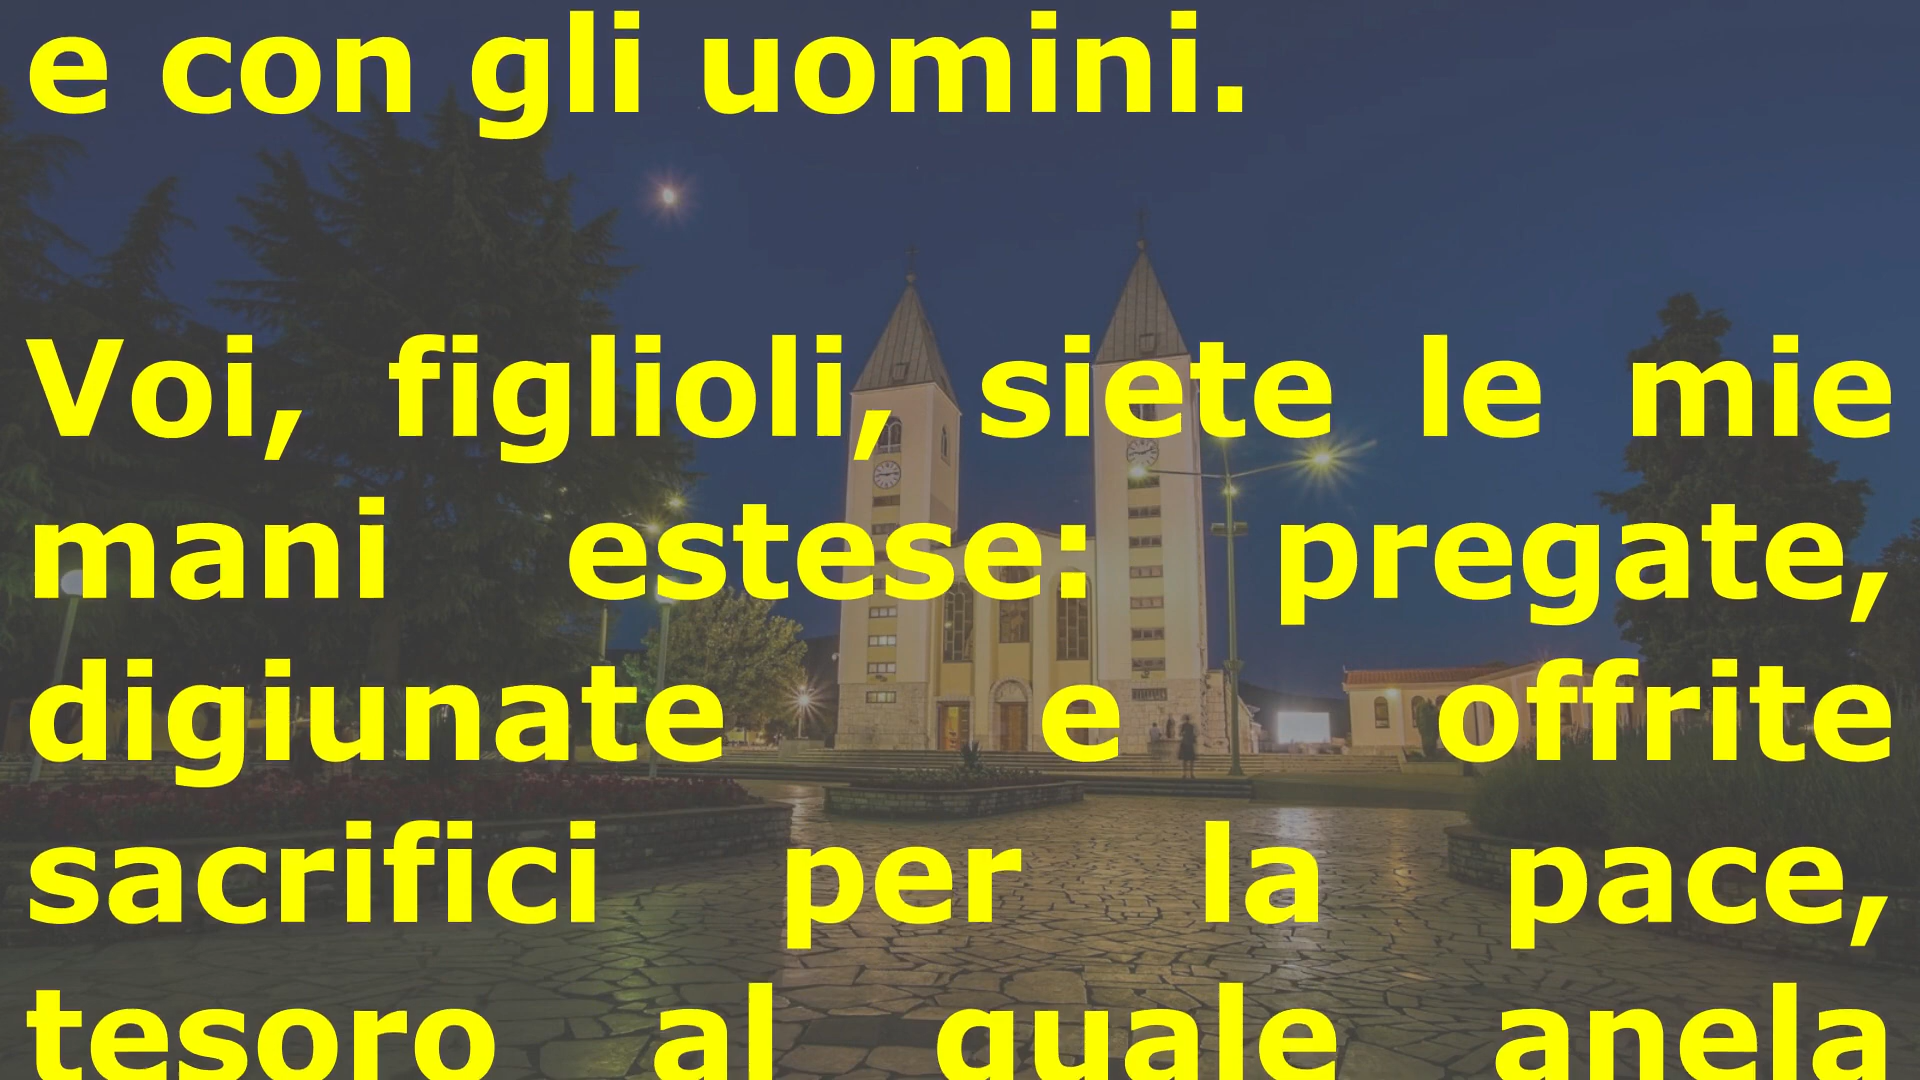 e con gli uomini.
Voi, figlioli, siete le mie
mani estese: pregate,
digiunate e offrite
sacrifici per la pace,
tesoro al quale anela